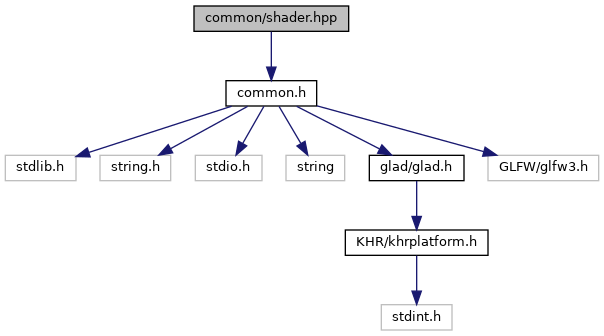 common/shader.hpp
common.h
stdlib.h
string.h
stdio.h
string
glad/glad.h
GLFW/glfw3.h
KHR/khrplatform.h
stdint.h